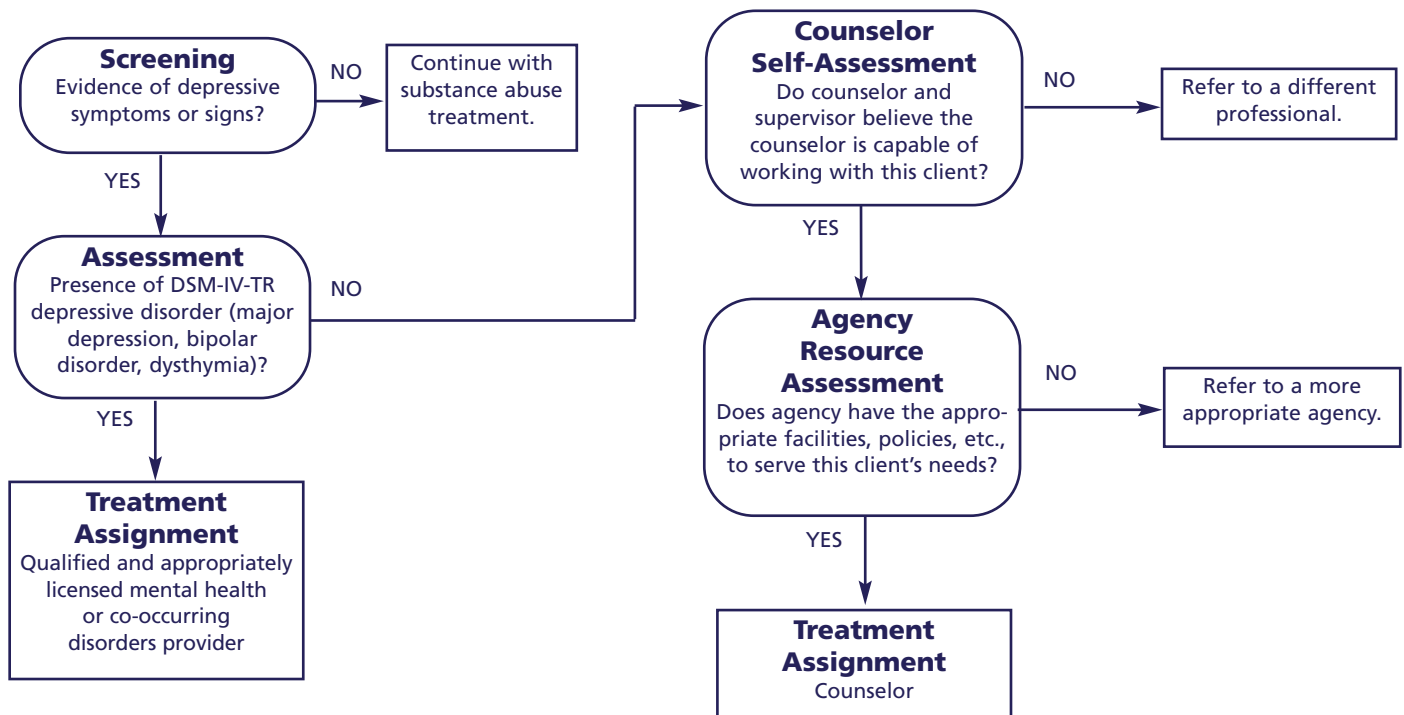 Screening
Evidence of depressive
symptoms or signs?
NO
Continue with
substance abuse
treatment.
YES
Assessment
Presence of DSM-IV-TR
depressive disorder (major
depression, bipolar
disorder, dysthymia)?
NO
YES
Treatment
Assignment
Qualified and appropriately
licensed mental health
or co-occurring
disorders provider
Counselor
Self-Assessment
Do counselor and
supervisor believe the
counselor is capable of
working with this client?
NO
Refer to a different
professional.
YES
Agency
Resource
Assessment
Does agency have the appro-
priate facilities, policies, etc.,
to serve this client's needs?
NO
Refer to a more
appropriate agency.
YES
Treatment
Assignment
Counselor